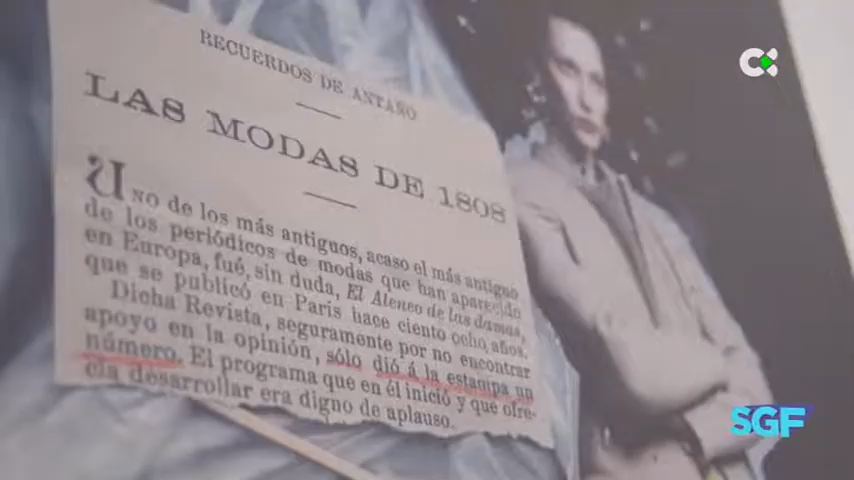 RECUERDOS DE ANTAÑO
LAS MODAS DE 1808
Uno de los más antiguos, acaso el más antiguo
de los periódicos de modas que han aparecido
en Europa, fué, sin duda, El Ateneo de las damas,
que se publicó en París hace ciento ocho años.
Dicha Revista, seguramente por no encontrar
apoyo en la opinión, sólo dió á la estampa un
número. El programa que en él inició y que ofre-
cía desarrollar era digno de aplauso.
C
SGF